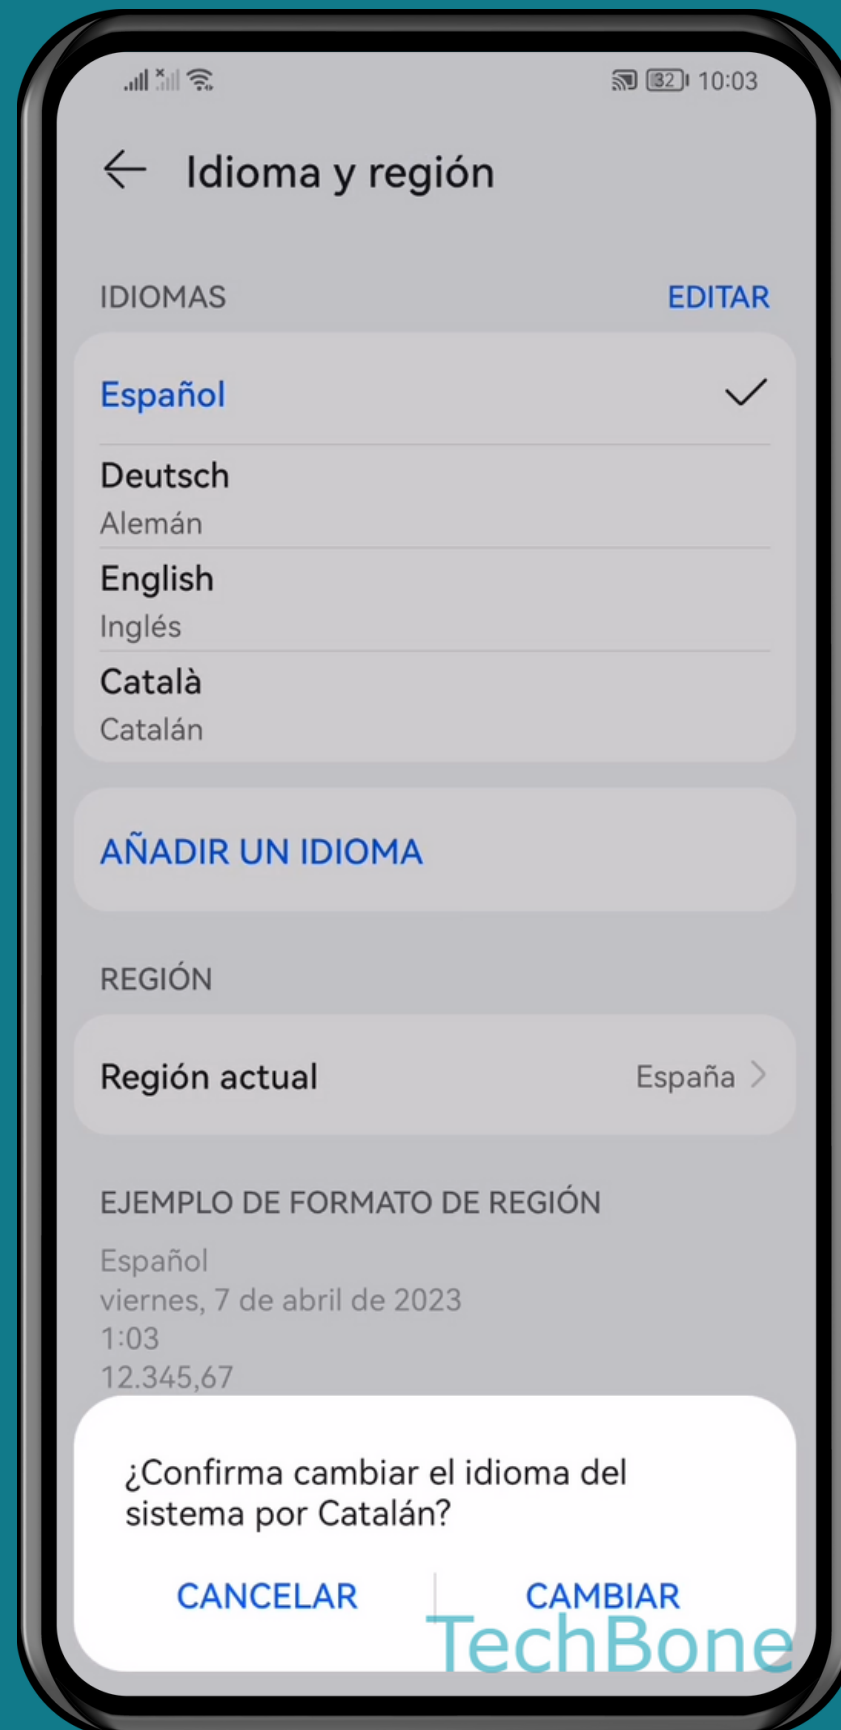 32 10:03
Idioma y región
IDIOMAS EDITAR
Español
Deutsch
Alemán
English
Inglés
Català
Catalán
AÑADIR UN IDIOMA
REGIÓN
Región actual España
EJEMPLO DE FORMATO DE REGIÓN
Español
viernes, 7 de abril de 2023
1:03
12.345,67
¿Confirma cambiar el idioma del
sistema por Catalán?
CANCELAR CAMBIAR
TechBone